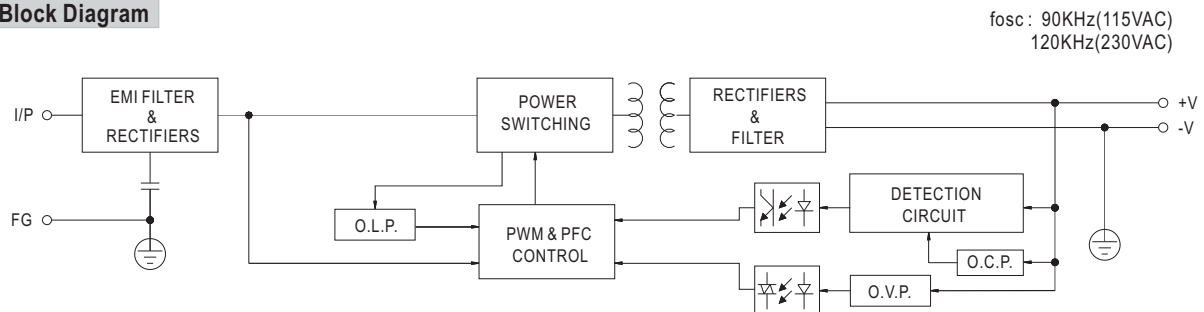 Block Diagram
fosc : 90KHz(115VAC)
120KHz(230VAC)
I/P
EMI FILTER
&
RECTIFIERS
POWER
SWITCHING
RECTIFIERS
&
FILTER
+V
-V
FG
O.L.P.
PWM & PFC
CONTROL
DETECTION
CIRCUIT
O.C.P.
O.V.P.